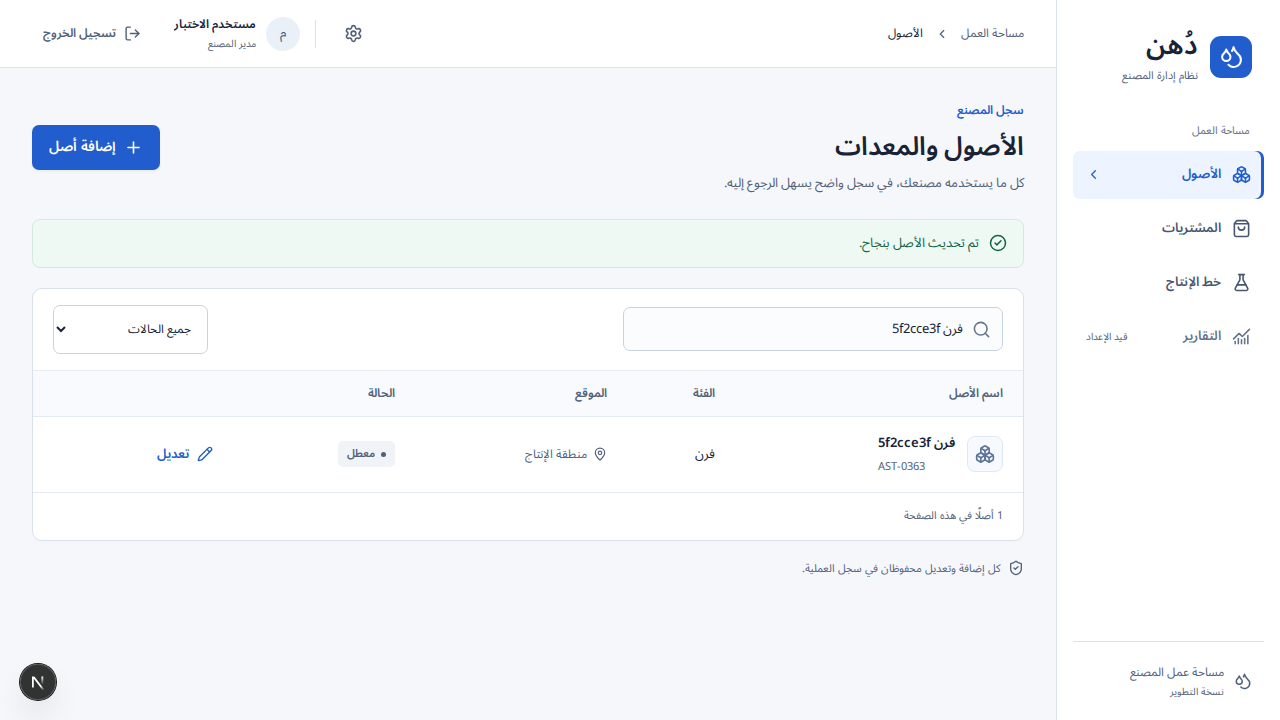 دُهن
نظام إدارة المصنع
مساحة العمل
الأصول
المشتريات
خط الإنتاج
التقارير قيد الإعداد
مساحة عمل المصنع
نسخة التطوير
مساحة العمل الأصول
مستخدم الاختبار
مدير المصنع
م
تسجيل الخروج
سجل المصنع
الأصول والمعدات
كل ما يستخدمه مصنعك، في سجل واضح يسهل الرجوع إليه.
إضافة أصل
تم تحديث الأصل بنجاح.
فرن 5f2cce3f
جميع الحالات
اسم الأصل الفئة الموقع الحالة
فرن 5f2cce3f
AST-0363
فرن
منطقة الإنتاج
معطل
تعديل
1 أصلًا في هذه الصفحة
كل إضافة وتعديل محفوظان في سجل العملية.
N